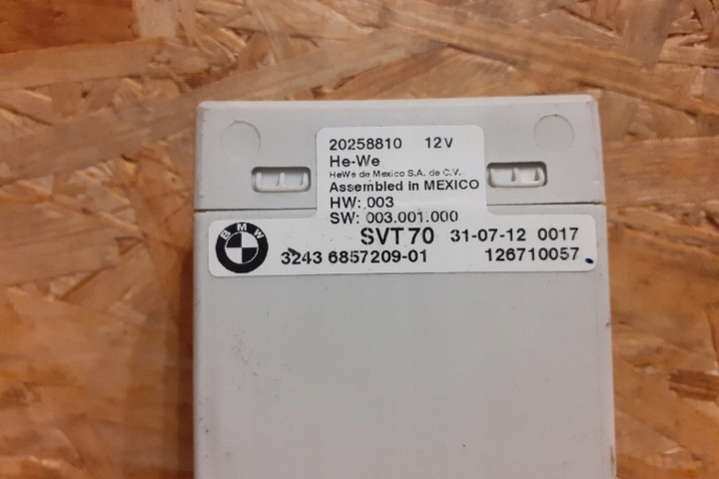 20258810 12V
He-We
HeWe de Mexico S.A. de C.V.
Assembled in MEXICO
HW: 003
SW: 003.001.000
BMW SVT70 31-07-12 0017
3243 6857209-01 126710057